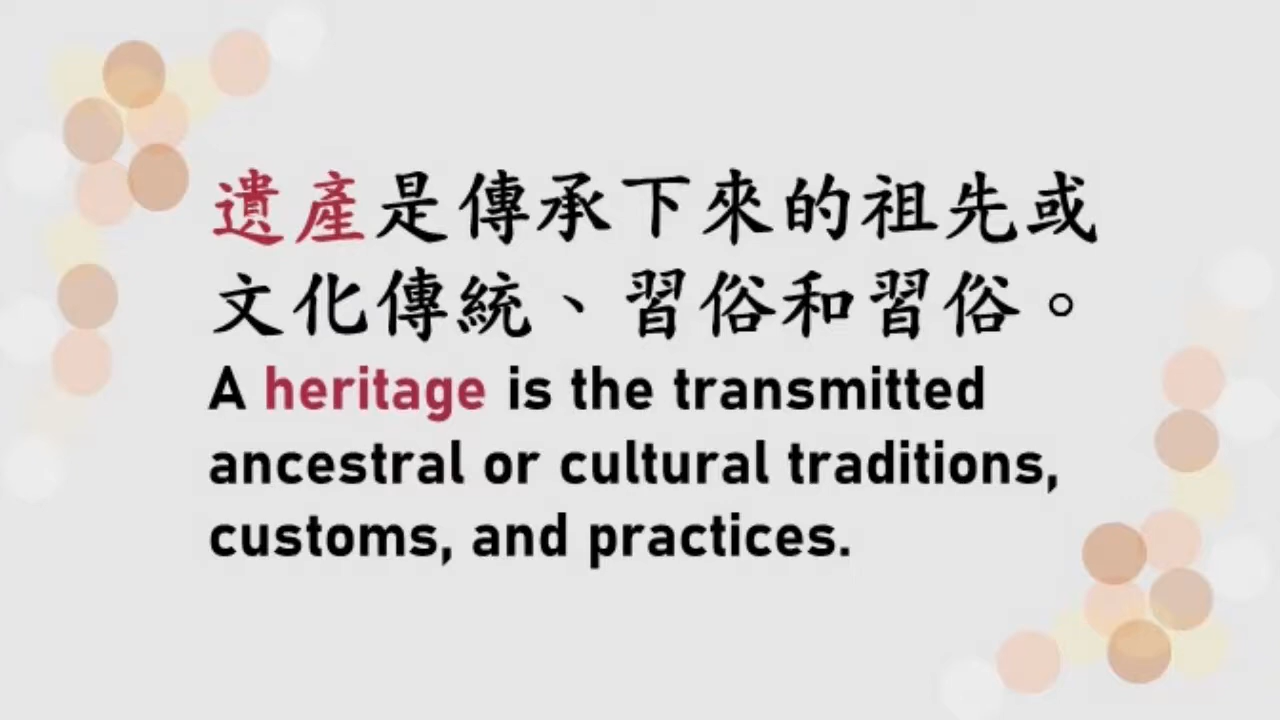 遺產是傳承下來的祖先或
文化傳統、習俗和習俗。
A heritage is the transmitted
ancestral or cultural traditions,
customs, and practices.